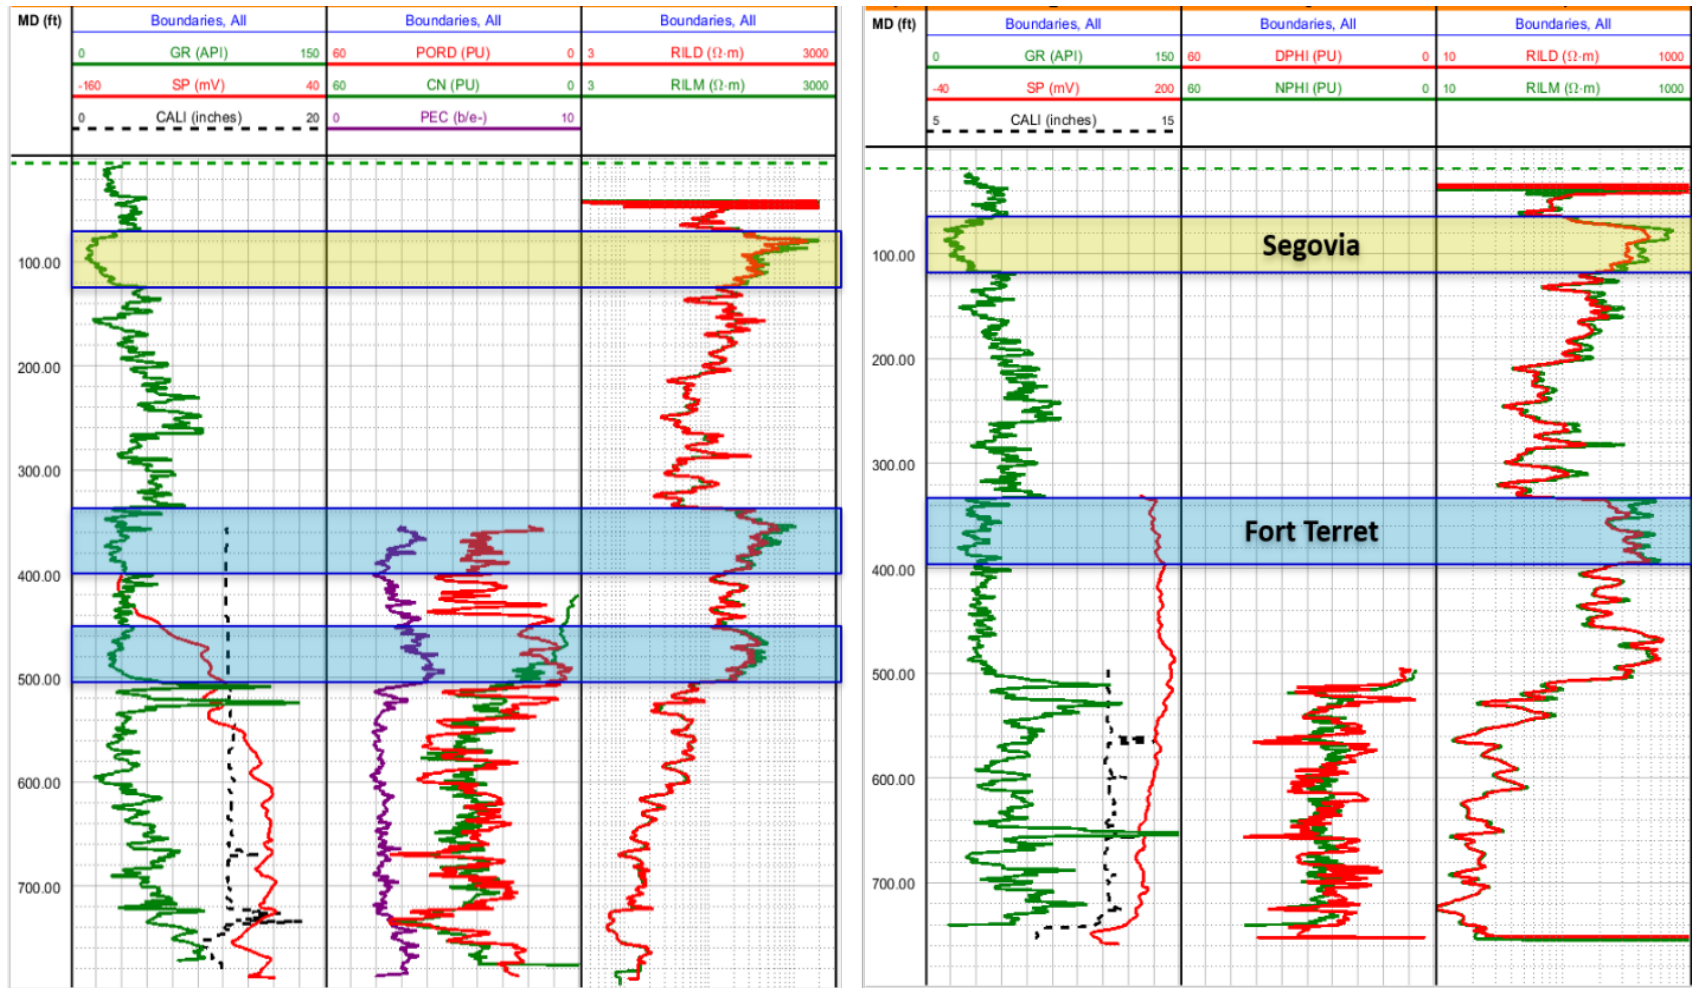 MD (ft) Boundaries, All Boundaries, All Boundaries, All
0 GR (API) 150 60 PORD (PU) 0 3 RILD (Ω·m) 3000
-160 SP (mV) 40 60 CN (PU) 0 3 RILM (Ω·m) 3000
0 CALI (inches) 20 0 PEC (b/e-) 10
100.00
200.00
300.00
400.00
500.00
600.00
700.00
MD (ft) Boundaries, All Boundaries, All Boundaries, All
0 GR (API) 150 60 DPHI (PU) 0 10 RILD (Ω·m) 1000
-40 SP (mV) 200 60 NPHI (PU) 0 10 RILM (Ω·m) 1000
5 CALI (inches) 15
Segovia
100.00
200.00
300.00
Fort Terret
400.00
500.00
600.00
700.00